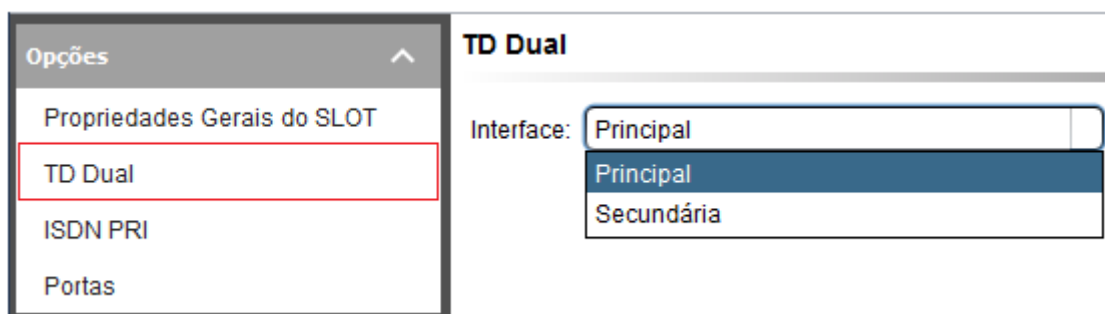 Opções
Propriedades Gerais do SLOT
TD Dual
ISDN PRI
Portas
TD Dual
Interface: Principal
Principal
Secundária